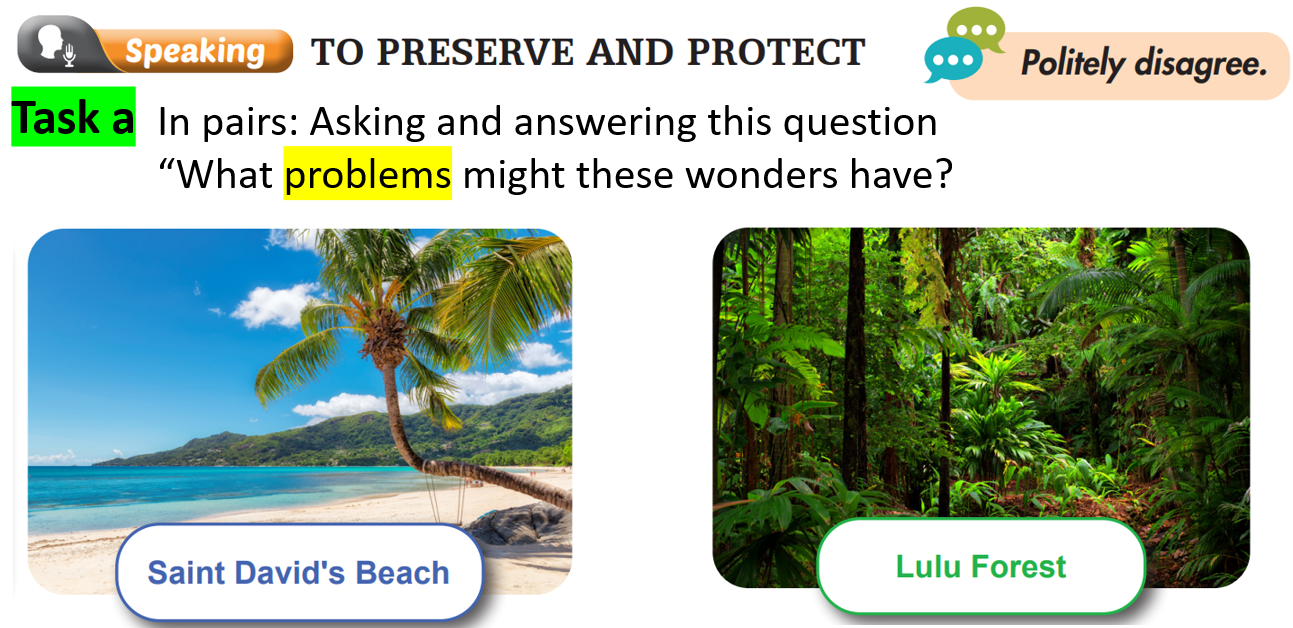 Speaking TO PRESERVE AND PROTECT
Politely disagree.
Task a In pairs: Asking and answering this question
“What problems might these wonders have?
Saint David's Beach
Lulu Forest